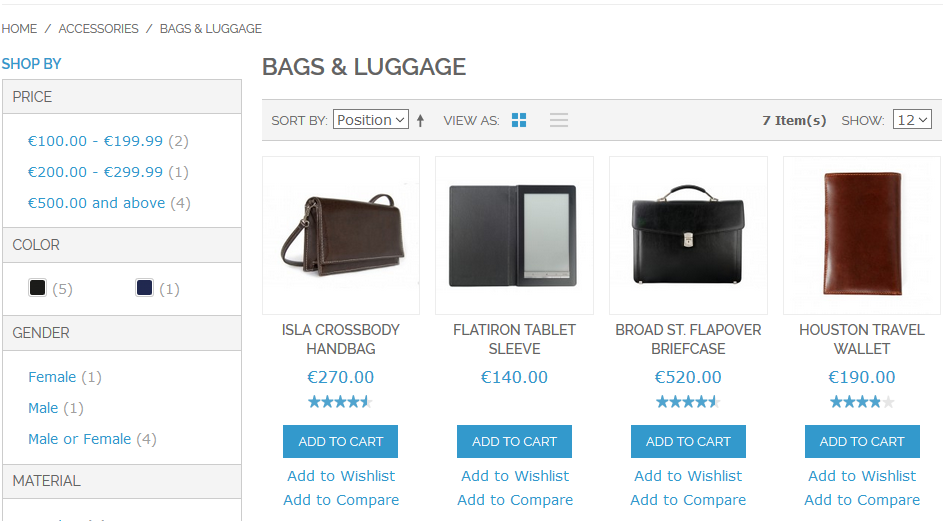 HOME / ACCESSORIES / BAGS & LUGGAGE
SHOP BY
PRICE
€100.00 - €199.99 (2)
€200.00 - €299.99 (1)
€500.00 and above (4)
COLOR
(5) (1)
GENDER
Female (1)
Male (1)
Male or Female (4)
MATERIAL
BAGS & LUGGAGE
SORT BY: Position VIEW AS: 7 Item(s) SHOW: 12
ISLA CROSSBODY
HANDBAG
€270.00
ADD TO CART
Add to Wishlist
Add to Compare
FLATIRON TABLET
SLEEVE
€140.00
ADD TO CART
Add to Wishlist
Add to Compare
BROAD ST. FLAPOVER
BRIEFCASE
€520.00
ADD TO CART
Add to Wishlist
Add to Compare
HOUSTON TRAVEL
WALLET
€190.00
ADD TO CART
Add to Wishlist
Add to Compare